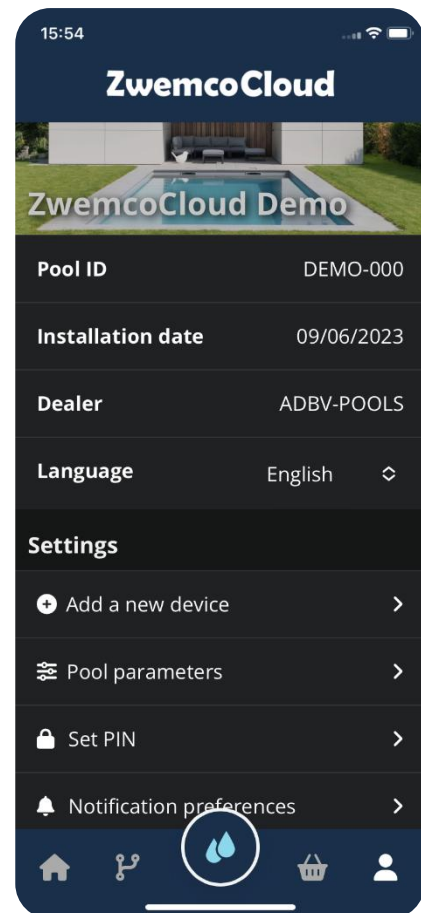 15:54
ZwemcoCloud
ZwemcoCloud Demo
Pool ID DEMO-000
Installation date 09/06/2023
Dealer ADBV-POOLS
Language English
Settings
Add a new device
Pool parameters
Set PIN
Notification preferences